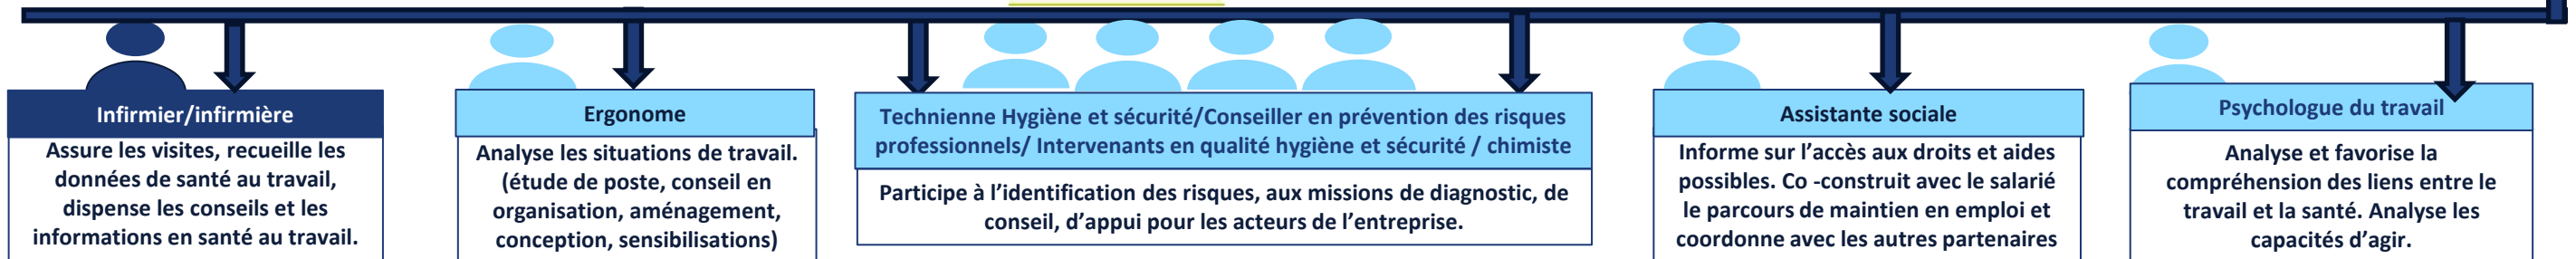 Infirmier/infirmière
Assure les visites, recueille les
données de santé au travail,
dispense les conseils et les
informations en santé au travail.
Ergonome
Analyse les situations de travail.
(étude de poste, conseil en
organisation, aménagement,
conception, sensibilisations)
Technienne Hygiène et sécurité/Conseiller en prévention des risques
professionnels/ Intervenants en qualité hygiène et sécurité / chimiste
Participe à l'identification des risques, aux missions de diagnostic, de
conseil, d'appui pour les acteurs de l'entreprise.
Assistante sociale
Informe sur l'accès aux droits et aides
possibles. Co -construit avec le salarié
le parcours de maintien en emploi et
coordonne avec les autres partenaires
Psychologue du travail
Analyse et favorise la
compréhension des liens entre le
travail et la santé. Analyse les
capacités d'agir.